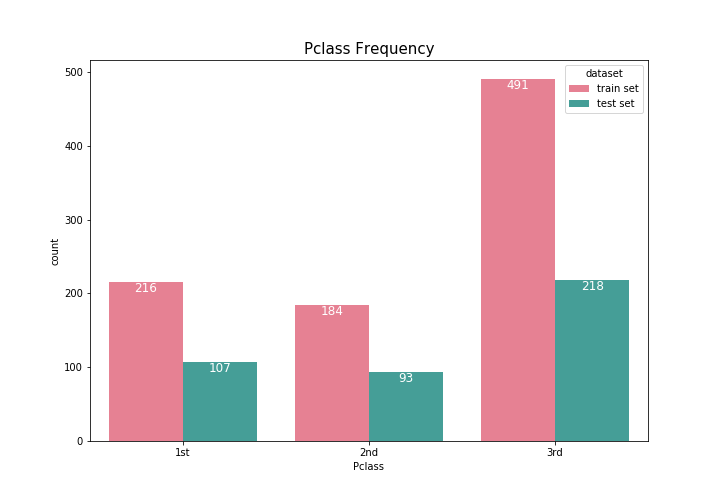 Pclass Frequency
dataset
train set
test set
count
500
400
300
200
100
0
216
107
184
93
491
218
1st
2nd
3rd
Pclass